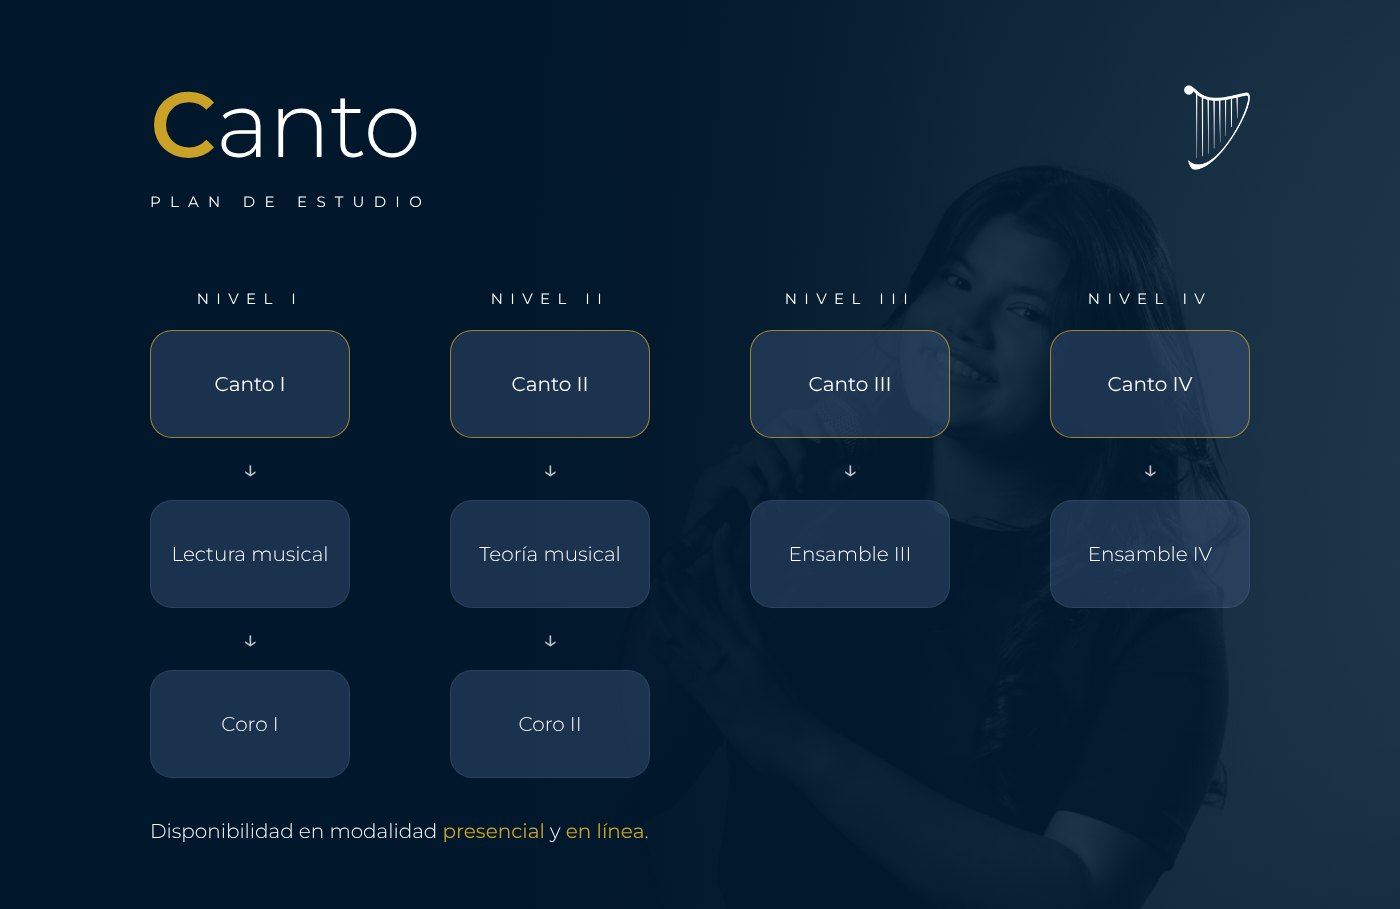 Canto
PLAN DE ESTUDIO
NIVEL I
Canto I
↓
Lectura musical
↓
Coro I
NIVEL II
Canto II
↓
Teoría musical
↓
Coro II
NIVEL III
Canto III
↓
Ensamble III
NIVEL IV
Canto IV
↓
Ensamble IV
Disponibilidad en modalidad presencial y en línea.